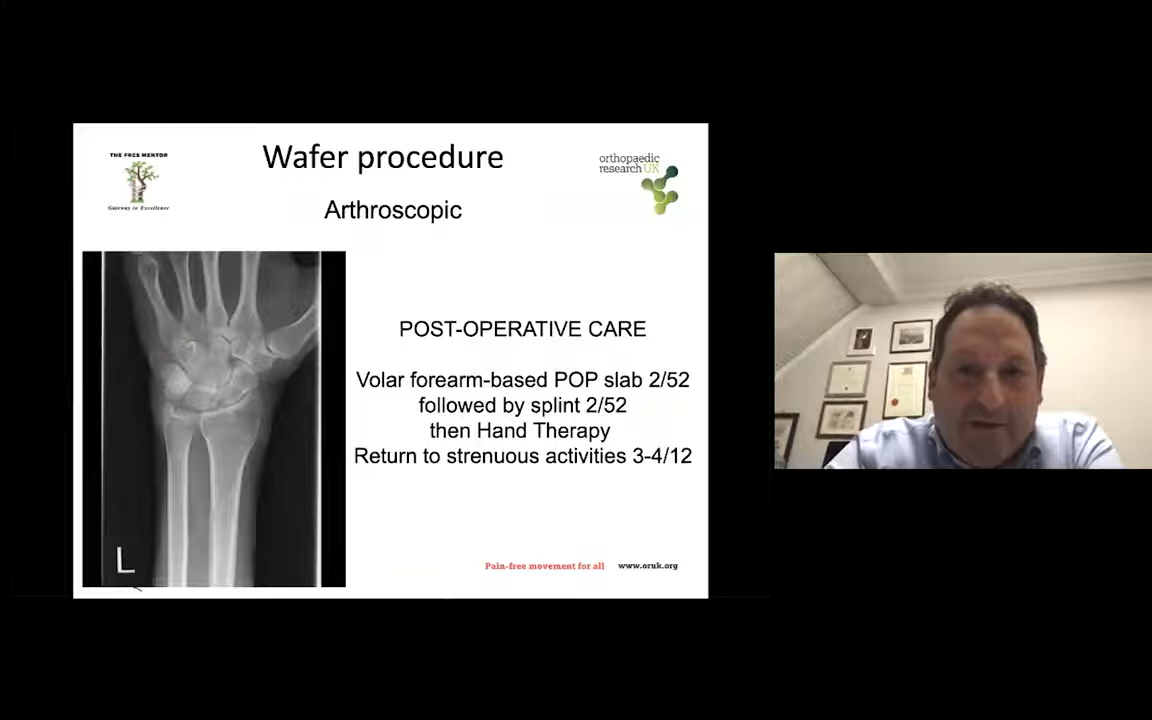 THE FRCS MENTOR
Gateway to Excellence
Wafer procedure
orthopaedic
research UK
Arthroscopic
POST-OPERATIVE CARE
Volar forearm-based POP slab 2/52
followed by splint 2/52
then Hand Therapy
Return to strenuous activities 3-4/12
L
Pain-free movement for all www.oruk.org